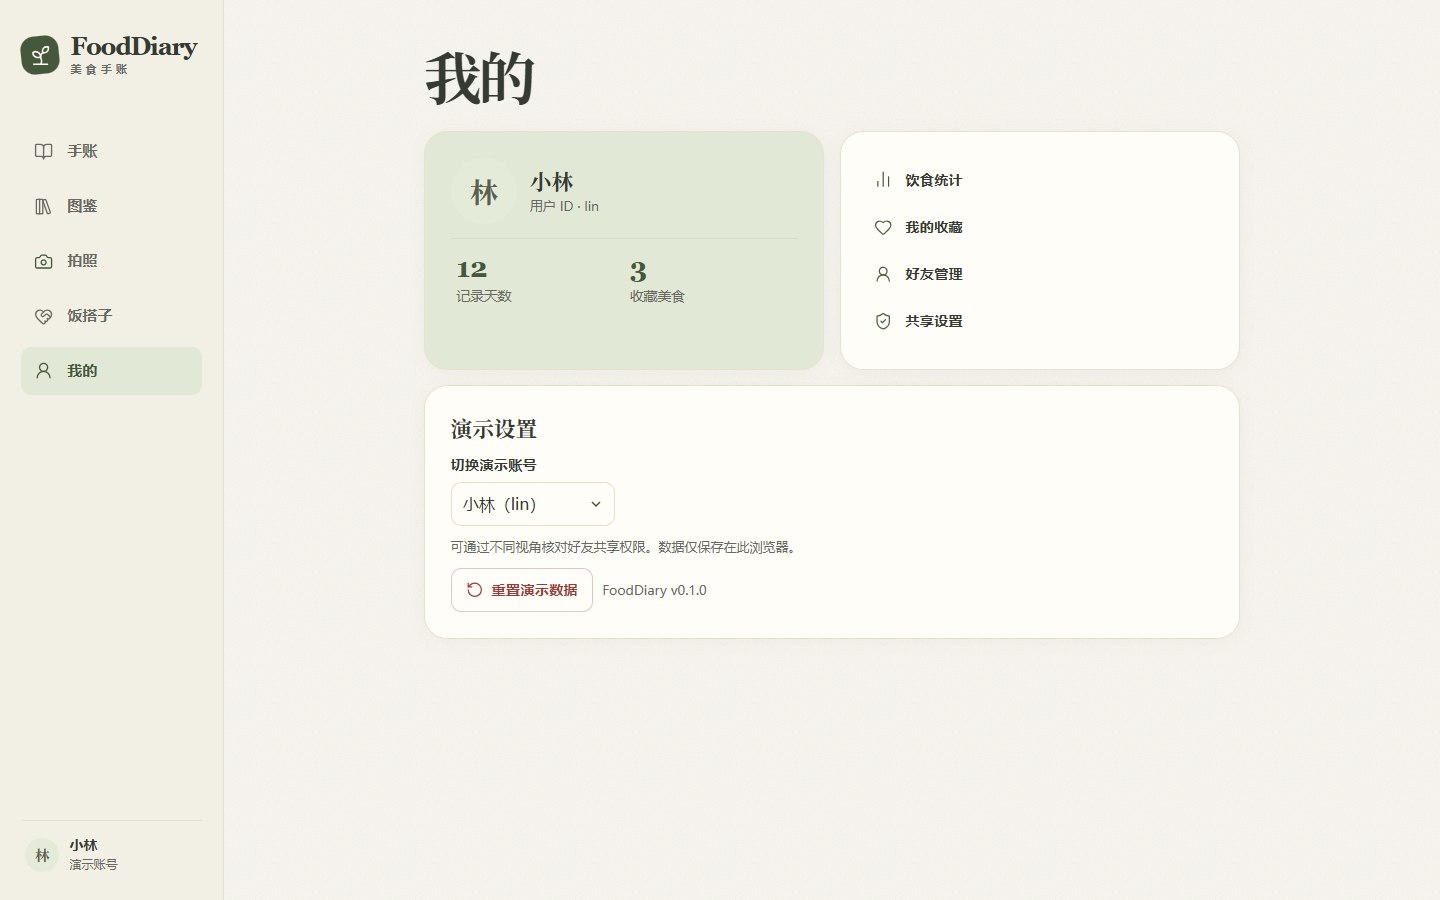 FoodDiary
美食手账
手账
图鉴
拍照
饭搭子
我的
林
小林
演示账号
我的
林
小林
用户 ID · lin
12
记录天数
3
收藏美食
饮食统计
我的收藏
好友管理
共享设置
演示设置
切换演示账号
小林（lin）
可通过不同视角核对好友共享权限。数据仅保存在此浏览器。
重置演示数据
FoodDiary v0.1.0